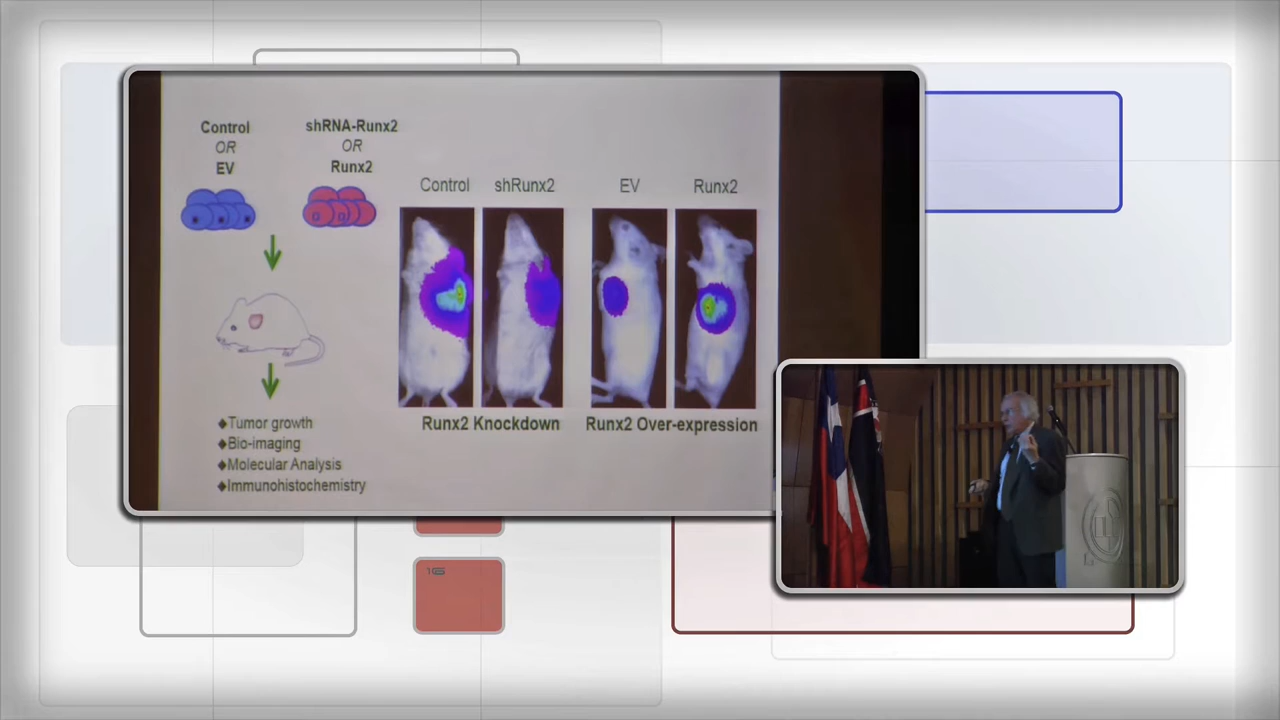 Control
OR
EV
shRNA-Runx2
OR
Runx2
Control
shRunx2
EV
Runx2
Runx2 Knockdown
Runx2 Over-expression
◆Tumor growth
◆Bio-imaging
◆Molecular Analysis
◆Immunohistochemistry
16